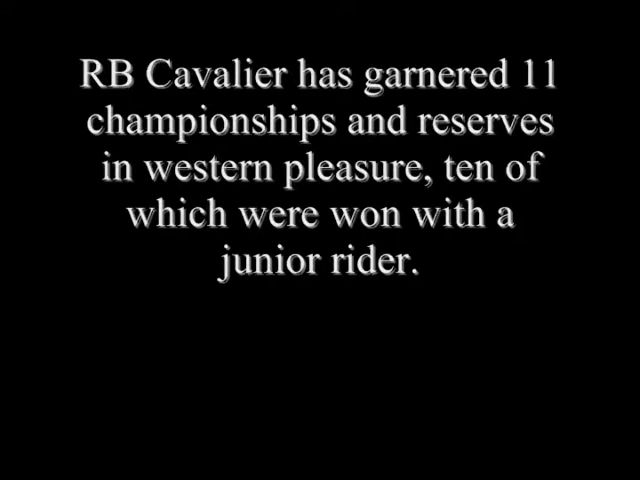 RB Cavalier has garnered 11
championships and reserves
in western pleasure, ten of
which were won with a
junior rider.